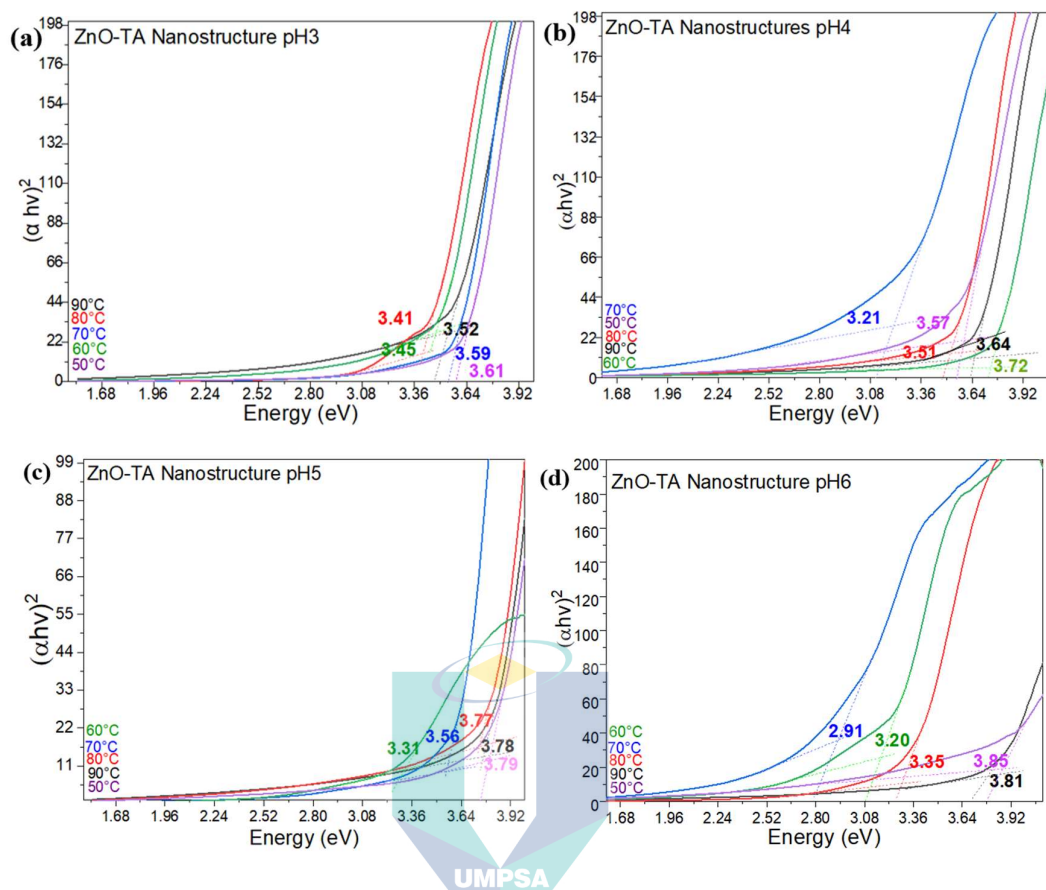 (a)
ZnO-TA Nanostructure pH3
198
176
154
132
110
88
66
44
22
0
(α hv)²
90°C
80°C
70°C
60°C
50°C
3.41
3.52
3.45
3.59
3.61
1.68 1.96 2.24 2.52 2.80 3.08 3.36 3.64 3.92
Energy (eV)
(b)
ZnO-TA Nanostructures pH4
198
176
154
132
110
88
66
44
22
0
(αhv)²
70°C
50°C
80°C
90°C
60°C
3.21
3.57
3.51
3.64
3.72
1.68 1.96 2.24 2.52 2.80 3.08 3.36 3.64 3.92
Energy (eV)
(c)
ZnO-TA Nanostructure pH5
99
88
77
66
55
44
33
22
11
(αhv)²
60°C
70°C
80°C
90°C
50°C
3.77
3.56
3.31
3.78
3.79
1.68 1.96 2.24 2.52 2.80 3.08 3.36 3.64 3.92
Energy (eV)
(d)
ZnO-TA Nanostructure pH6
200
180
160
140
120
100
80
60
40
20
0
(αhv)²
60°C
70°C
80°C
90°C
50°C
2.91
3.20
3.35
3.85
3.81
1.68 1.96 2.24 2.52 2.80 3.08 3.36 3.64 3.92
Energy (eV)
UMPSA